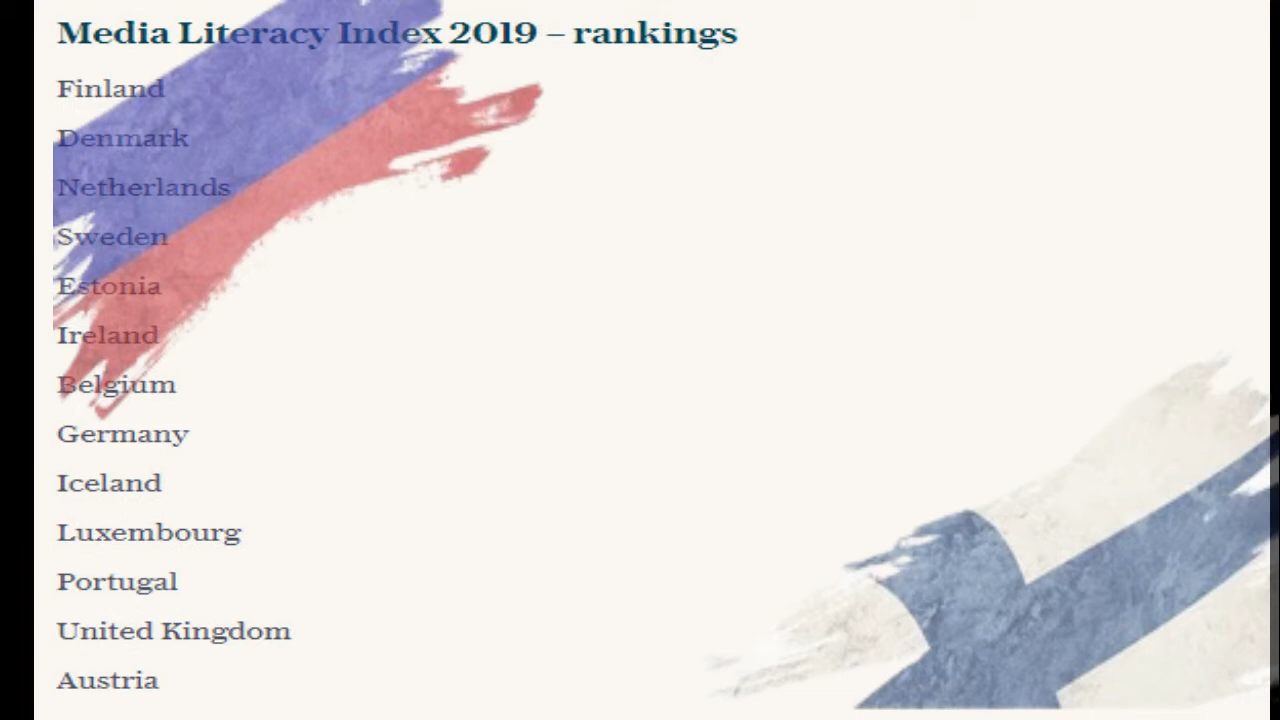 Media Literacy Index 2019 – rankings
Finland
Denmark
Netherlands
Sweden
Estonia
Ireland
Belgium
Germany
Iceland
Luxembourg
Portugal
United Kingdom
Austria